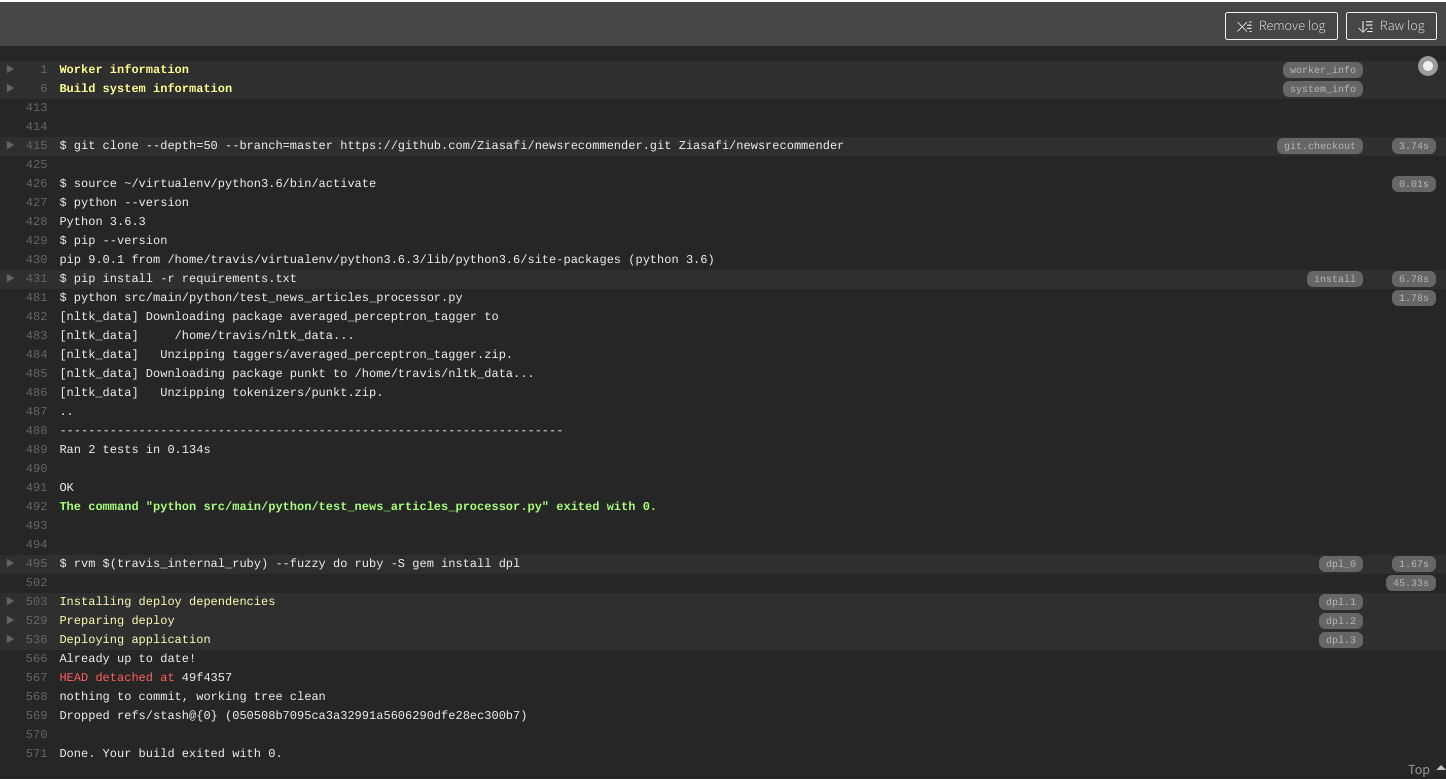 Remove log Raw log
1 Worker information worker_info
6 Build system information system_info
413
414
415 $ git clone --depth=50 --branch=master https://github.com/Ziasafi/newsrecommender.git Ziasafi/newsrecommender git.checkout 3.74s
425
426 $ source ~/virtualenv/python3.6/bin/activate 0.01s
427 $ python --version
428 Python 3.6.3
429 $ pip --version
430 pip 9.0.1 from /home/travis/virtualenv/python3.6.3/lib/python3.6/site-packages (python 3.6)
431 $ pip install -r requirements.txt install 6.78s
481 $ python src/main/python/test_news_articles_processor.py 1.78s
482 [nltk_data] Downloading package averaged_perceptron_tagger to
483 [nltk_data]     /home/travis/nltk_data...
484 [nltk_data]   Unzipping taggers/averaged_perceptron_tagger.zip.
485 [nltk_data] Downloading package punkt to /home/travis/nltk_data...
486 [nltk_data]   Unzipping tokenizers/punkt.zip.
487 ..
488 ----------------------------------------------------------------------
489 Ran 2 tests in 0.134s
490
491 OK
492 The command "python src/main/python/test_news_articles_processor.py" exited with 0.
493
494
495 $ rvm $(travis_internal_ruby) --fuzzy do ruby -S gem install dpl dpl_0 1.67s
502 45.33s
503 Installing deploy dependencies dpl.1
529 Preparing deploy dpl.2
536 Deploying application dpl.3
566 Already up to date!
567 HEAD detached at 49f4357
568 nothing to commit, working tree clean
569 Dropped refs/stash@{0} (050508b7095ca3a32991a5606290dfe28ec300b7)
570
571 Done. Your build exited with 0.
Top